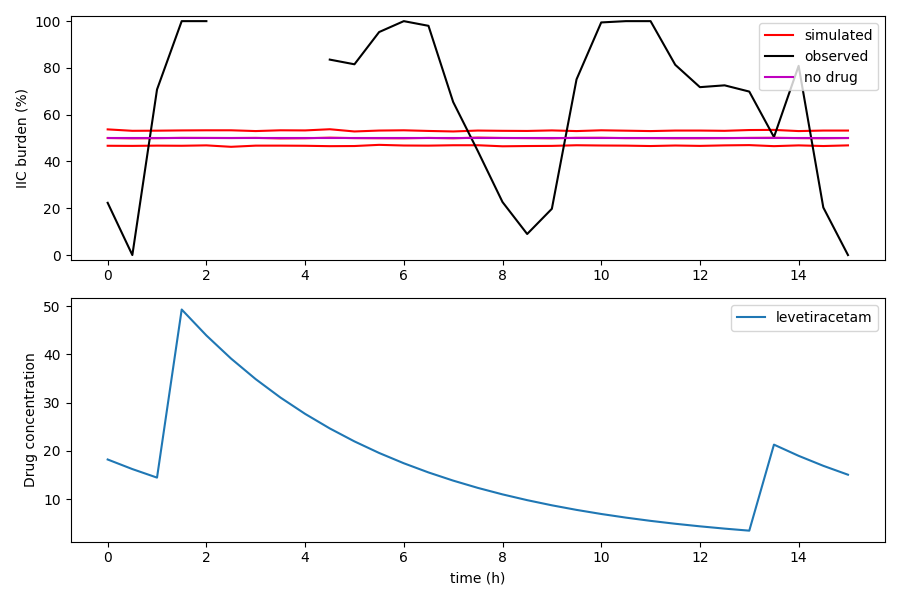 100
80
60
40
20
0
IIC burden (%)
simulated
observed
no drug
0 2 4 6 8 10 12 14
50
40
30
20
10
Drug concentration
levetiracetam
0 2 4 6 8 10 12 14
time (h)